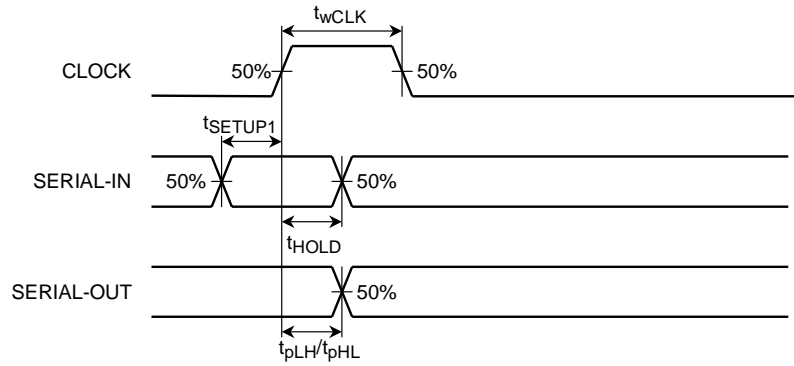 twCLK
CLOCK 50% 50%
tSETUP1
SERIAL-IN 50% 50%
tHOLD
SERIAL-OUT 50%
tpLH/tpHL